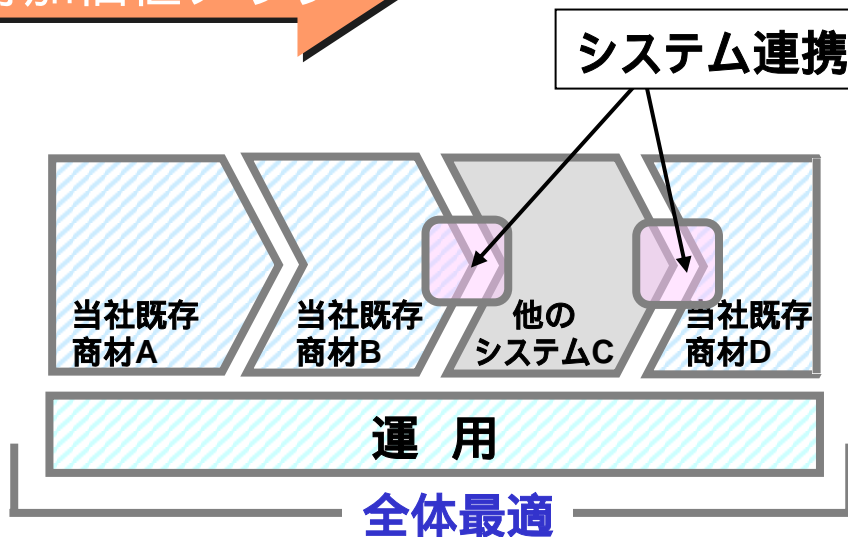 システム連携
当社既存
商材A
当社既存
商材B
他の
システムC
当社既存
商材D
運 用
全体最適